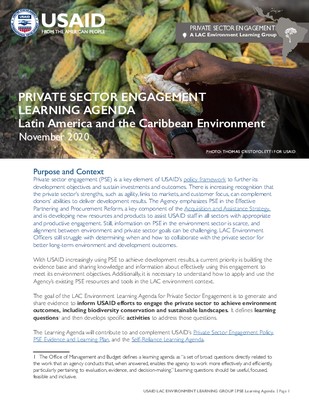 USAID
FROM THE AMERICAN PEOPLE
PRIVATE SECTOR ENGAGEMENT
A LAC Environment Learning Group
PRIVATE SECTOR ENGAGEMENT
LEARNING AGENDA
Latin America and the Caribbean Environment
November 2020
PHOTO: THOMAS CRISTOFOLETTI FOR USAID
Purpose and Context
Private sector engagement (PSE) is a key element of USAID's policy framework to further its
development objectives and sustain investments and outcomes. There is increasing recognition that
the private sector's strengths, such as agility, links to markets, and customer focus, can complement
donors' abilities to deliver development results. The Agency emphasizes PSE in the Effective
Partnering and Procurement Reform, a key component of the Acquisition and Assistance Strategy,
and is developing new resources and products to assist USAID staff in all sectors with appropriate
and productive engagement. Still, information on PSE in the environment sector is scarce, and
alignment between environment and private sector goals can be challenging. LAC Environment
Officers still struggle with determining when and how to collaborate with the private sector for
better long-term environment and development outcomes.
With USAID increasingly using PSE to achieve development results, a current priority is building the
evidence base and sharing knowledge and information about effectively using this engagement to
meet its environment objectives. Additionally, it is necessary to understand how to apply and use the
Agency's existing PSE resources and tools in the LAC environment context.
The goal of the LAC Environment Learning Agenda for Private Sector Engagement is to generate and
share evidence to inform USAID efforts to engage the private sector to achieve environment
outcomes, including biodiversity conservation and sustainable landscapes. It defines learning
questions and then develops specific activities to address those questions.
The Learning Agenda will contribute to and complement USAID's Private Sector Engagement Policy,
PSE Evidence and Learning Plan, and the Self-Reliance Learning Agenda.
1 The Office of Management and Budget defines a learning agenda as "a set of broad questions directly related to
the work that an agency conducts that, when answered, enables the agency to work more effectively and efficiently,
particularly pertaining to evaluation, evidence, and decision-making." Learning questions should be useful, focused,
feasible and inclusive.
USAID LAC ENVIRONMENT LEARNING GROUP | PSE Learning Agenda | Page 1